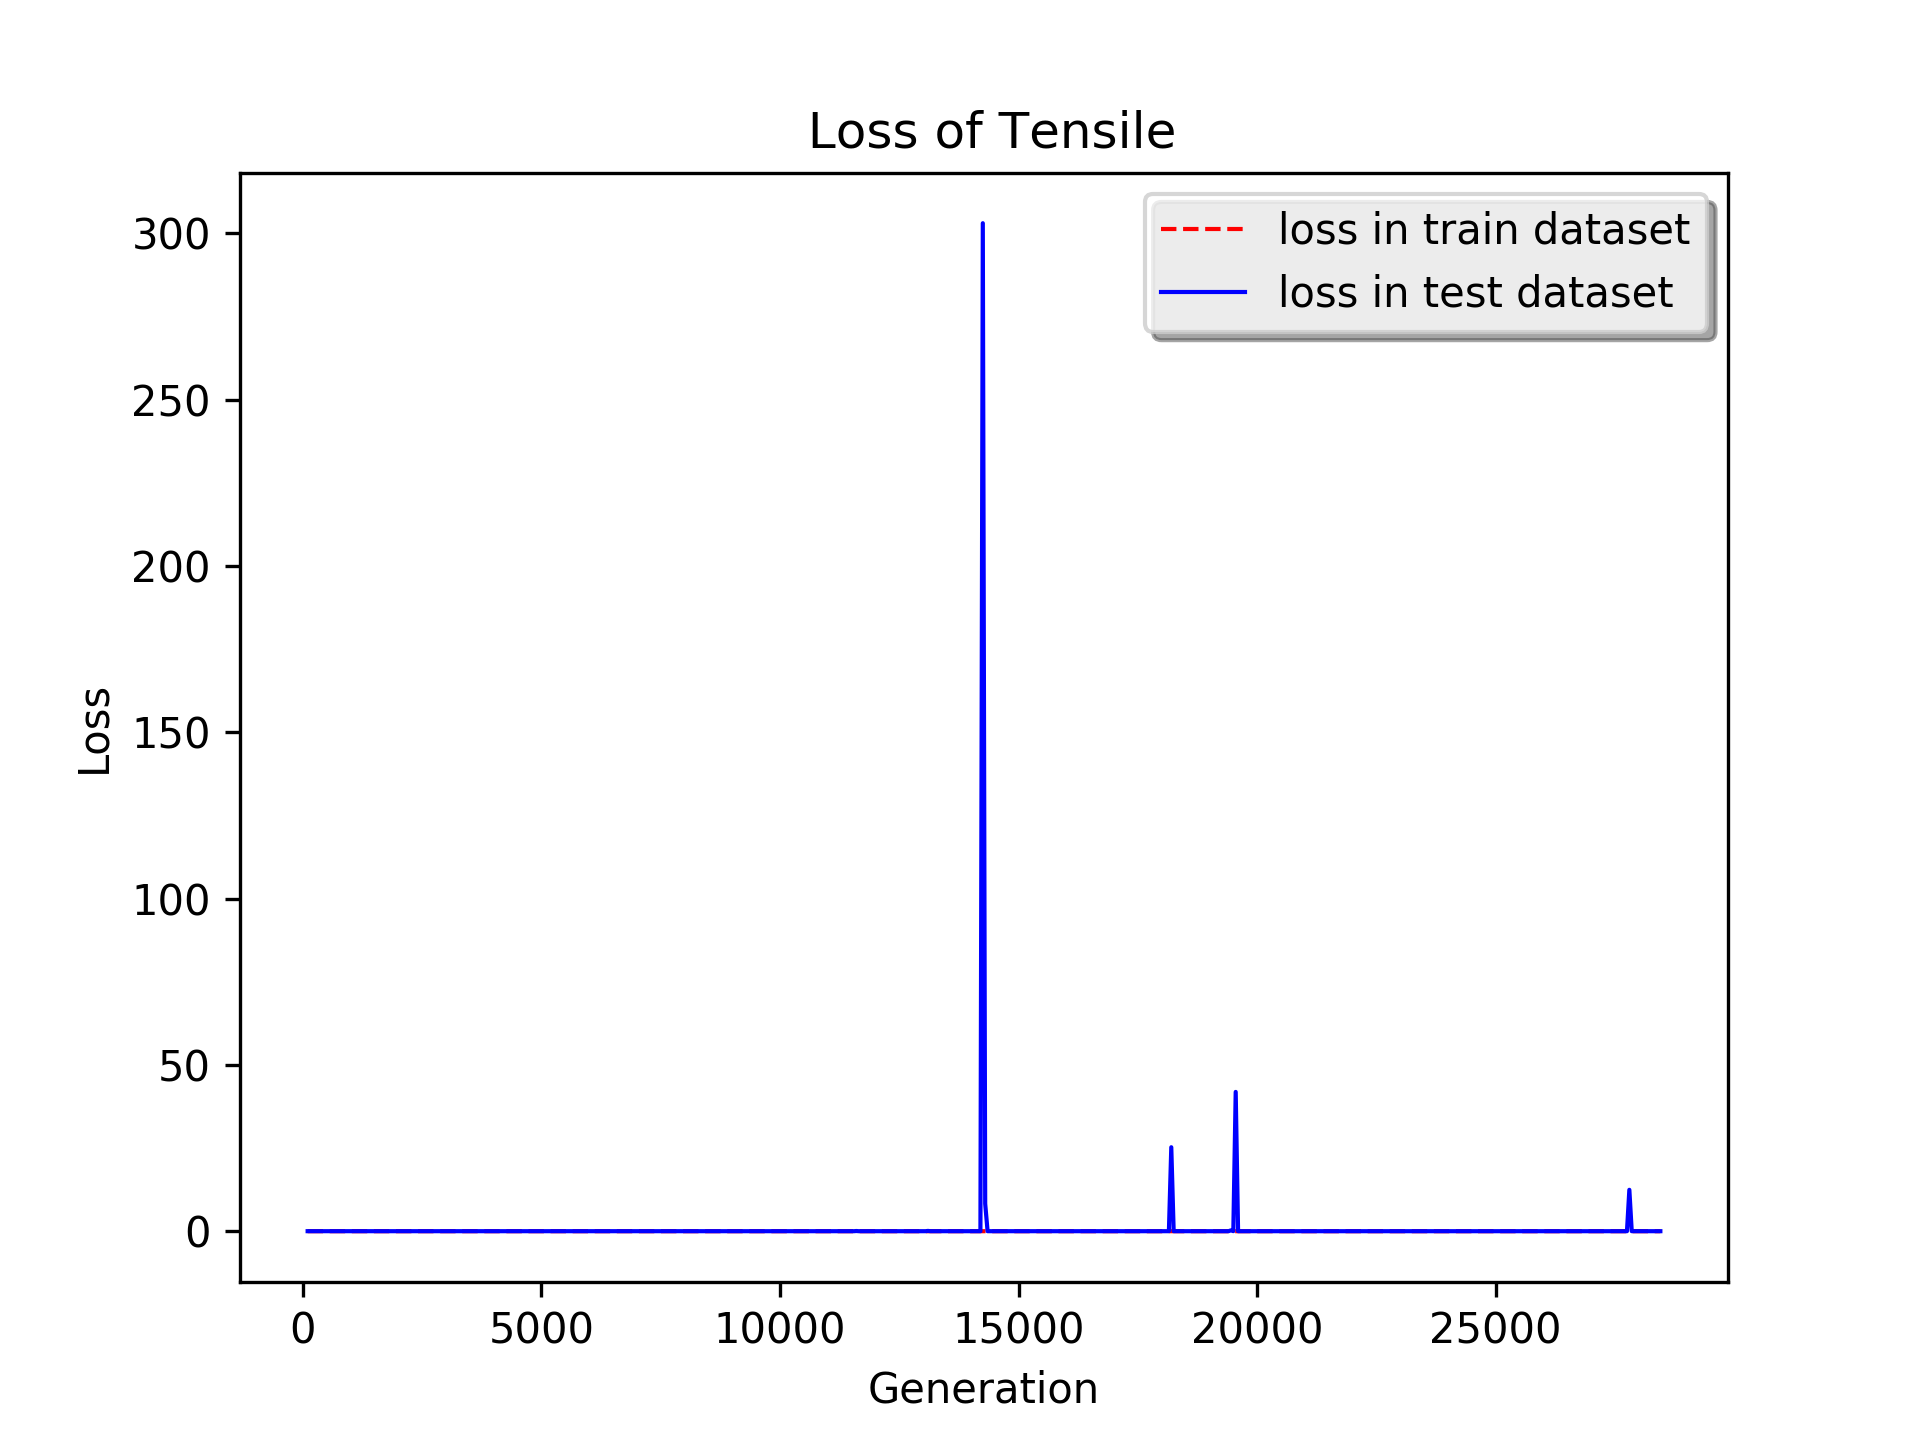 Loss of Tensile
loss in train dataset
loss in test dataset
300
250
200
150
100
50
0
Loss
0 5000 10000 15000 20000 25000
Generation